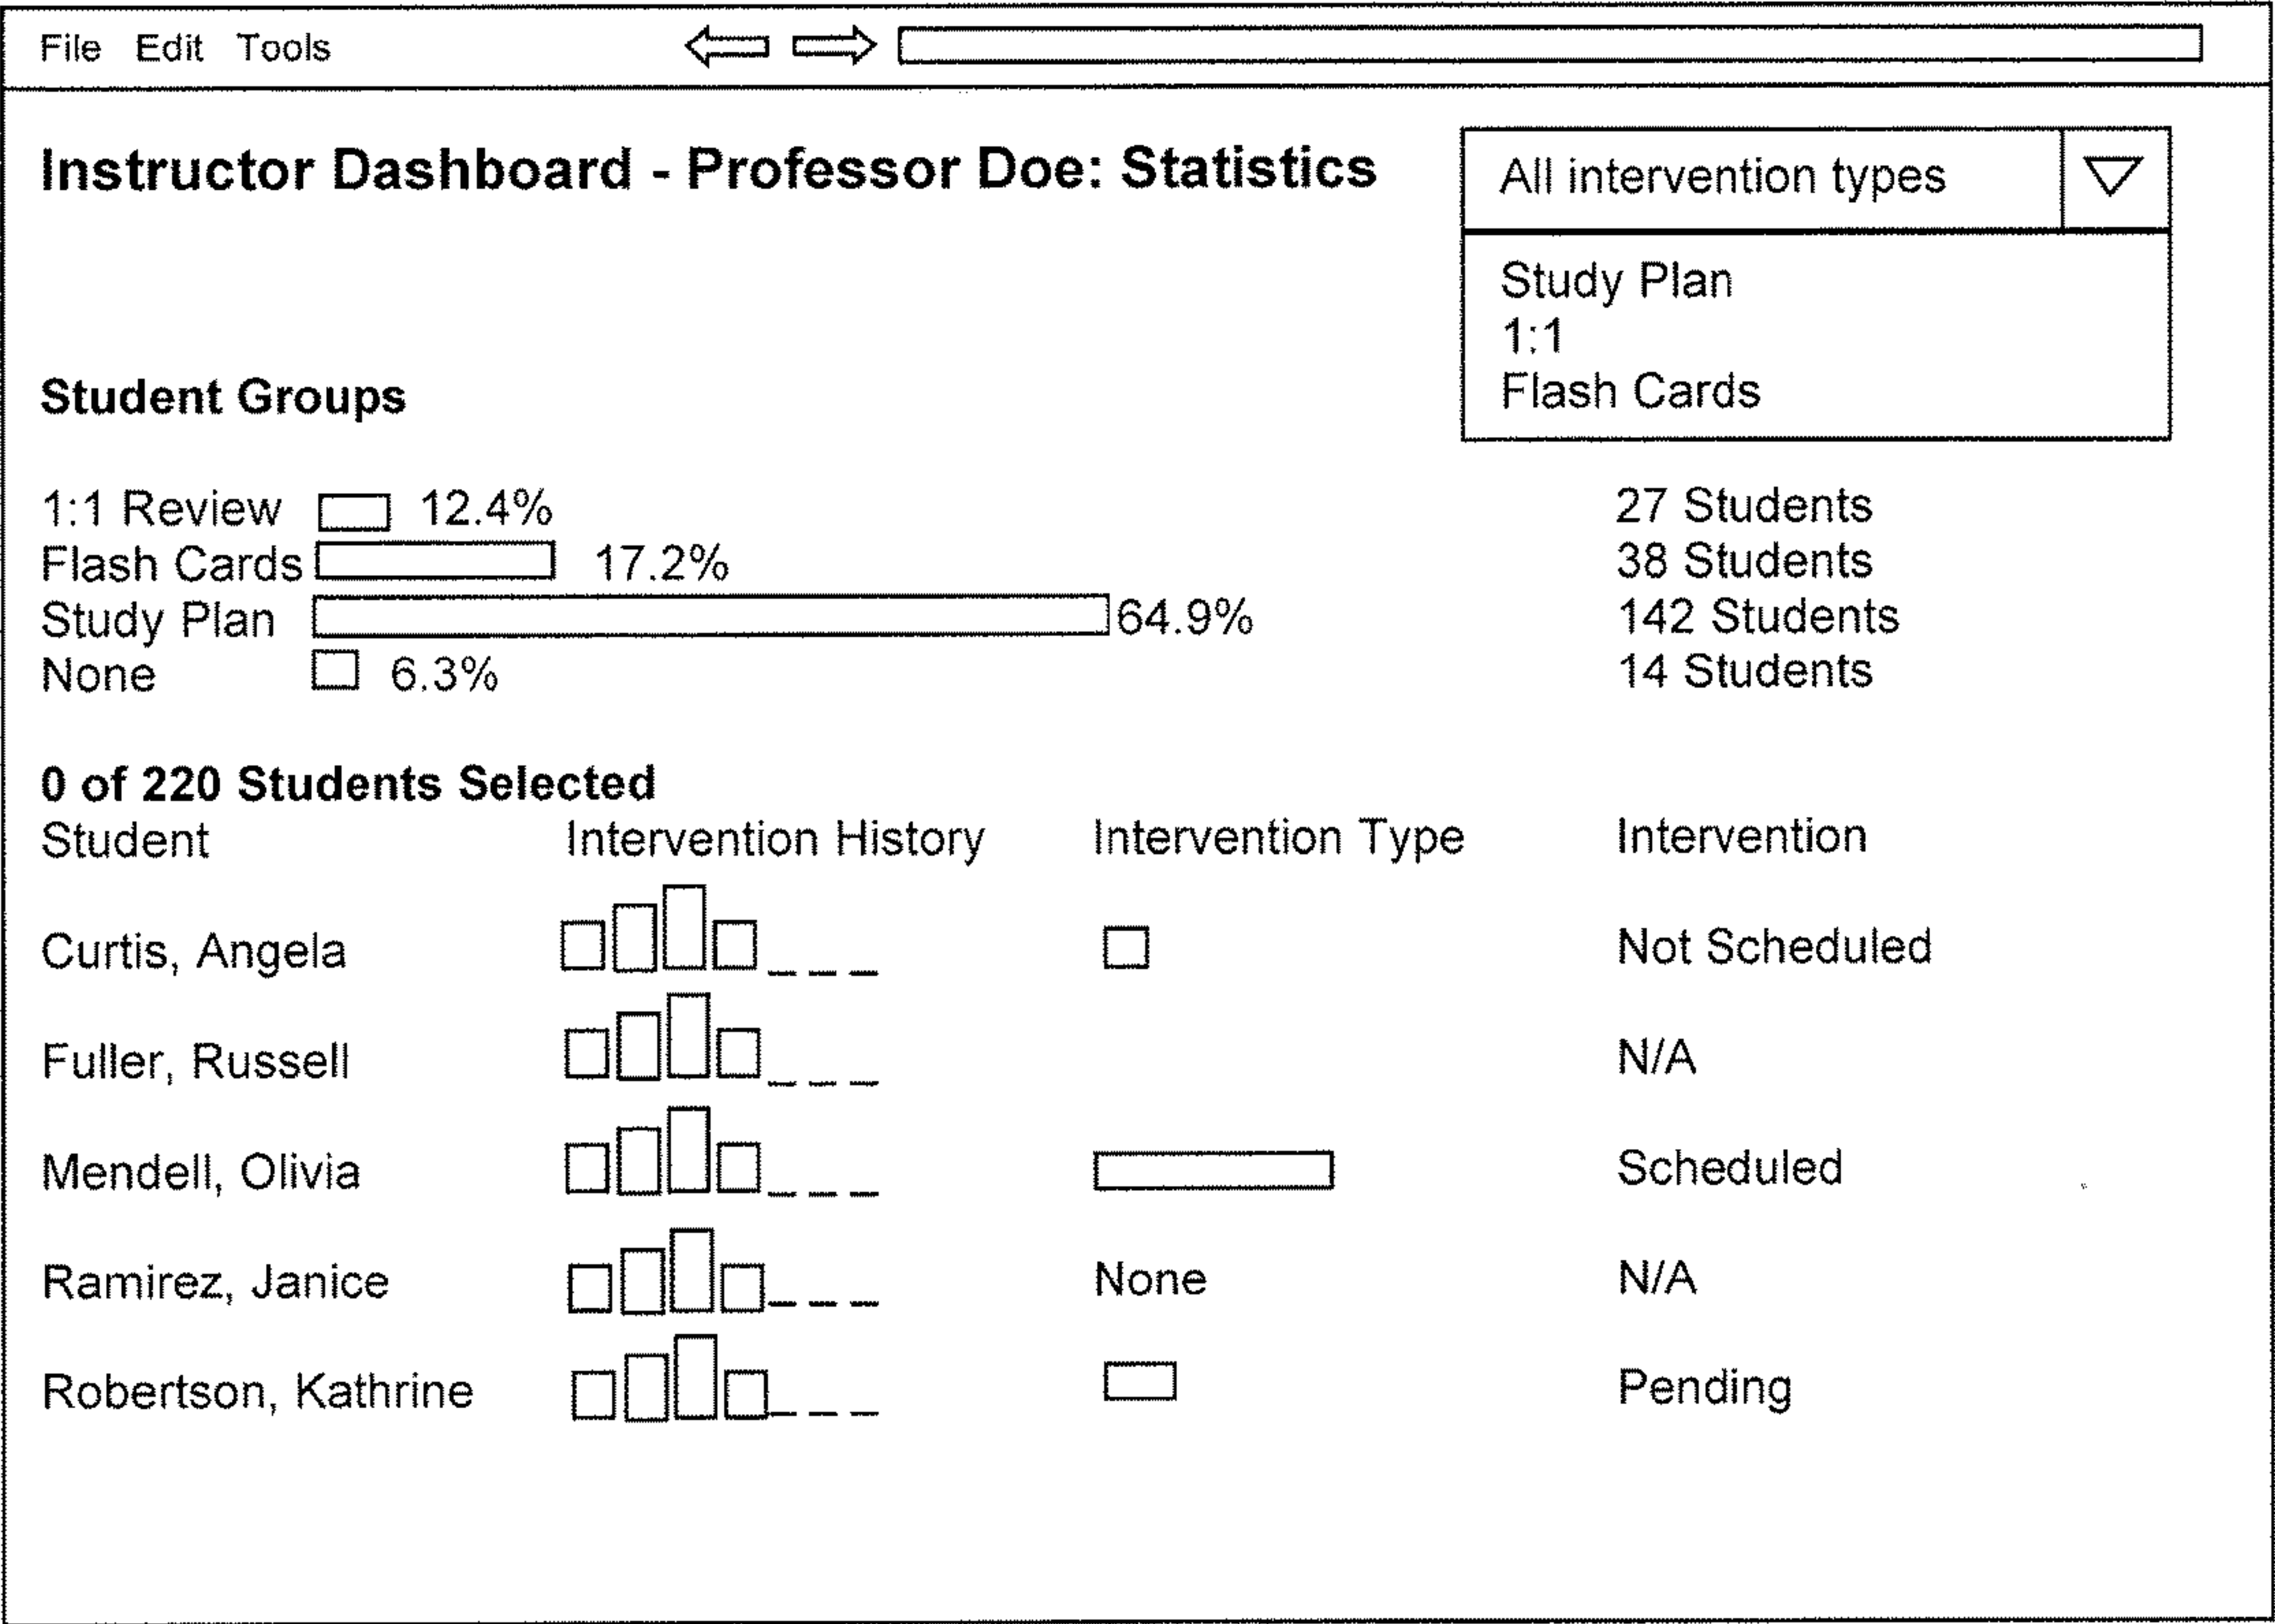 File Edit Tools
Instructor Dashboard - Professor Doe: Statistics
All intervention types
Study Plan
1:1
Flash Cards
Student Groups
1:1 Review 12.4% 27 Students
Flash Cards 17.2% 38 Students
Study Plan 64.9% 142 Students
None 6.3% 14 Students
0 of 220 Students Selected
Student Intervention History Intervention Type Intervention
Curtis, Angela Not Scheduled
Fuller, Russell N/A
Mendell, Olivia Scheduled
Ramirez, Janice None N/A
Robertson, Kathrine Pending